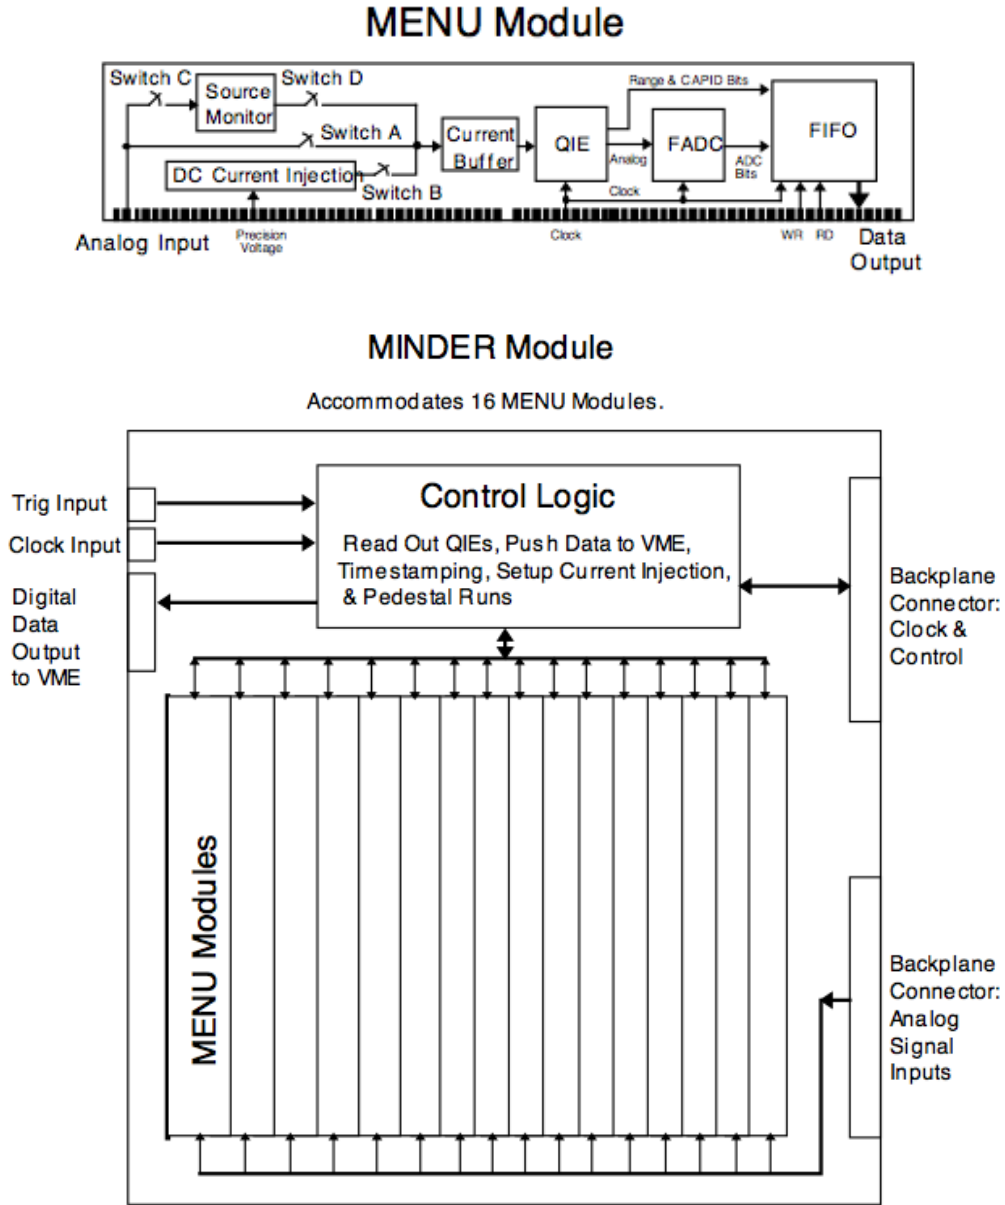 MENU Module
Switch C
Switch D
Source
Monitor
Range & CAPID Bits
Switch A
Current
Buffer
QIE
Analog
FADC
ADC
Bits
FIFO
DC Current Injection
Switch B
Clock
Analog Input
Precision
Voltage
Clock
WR
RD
Data
Output
MINDER Module
Accommodates 16 MENU Modules.
Trig Input
Clock Input
Digital
Data
Output
to VME
Control Logic
Read Out QIEs, Push Data to VME,
Timestamping, Setup Current Injection,
& Pedestal Runs
Backplane
Connector:
Clock &
Control
MENU Modules
Backplane
Connector:
Analog
Signal
Inputs